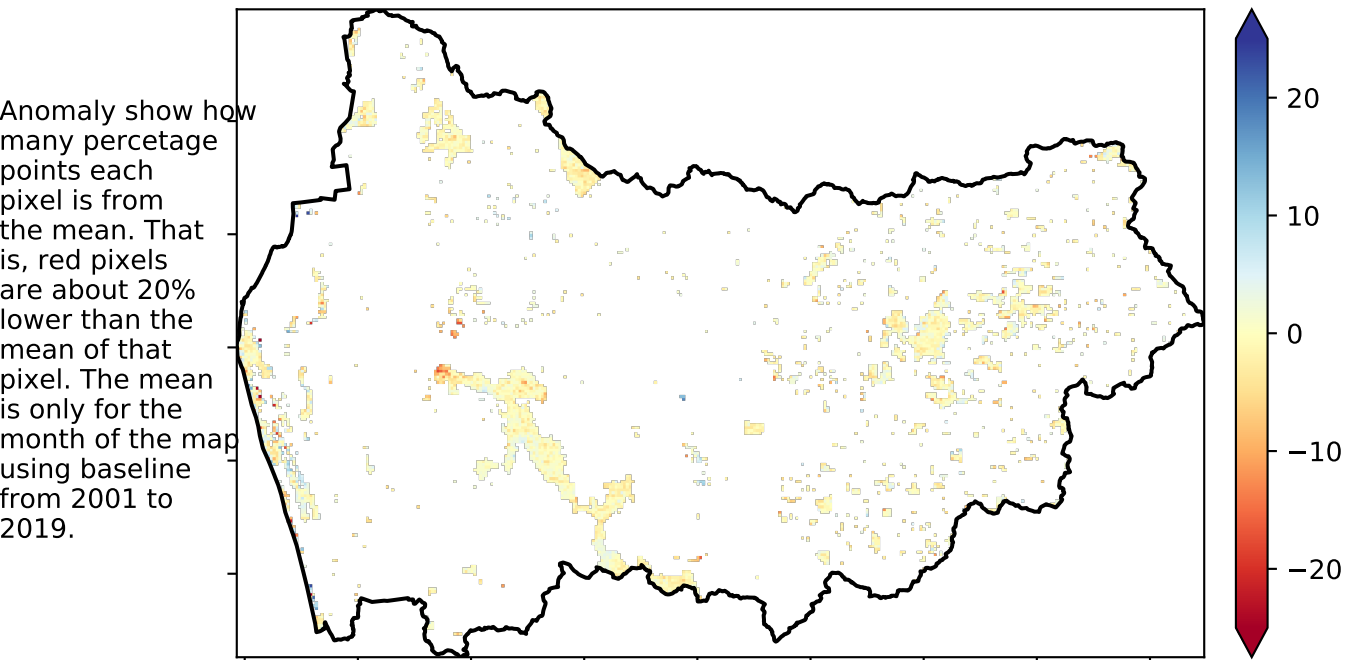 Anomaly show how
many percetage
points each
pixel is from
the mean. That
is, red pixels
are about 20%
lower than the
mean of that
pixel. The mean
is only for the
month of the map
using baseline
from 2001 to
2019.
20
10
0
−10
−20